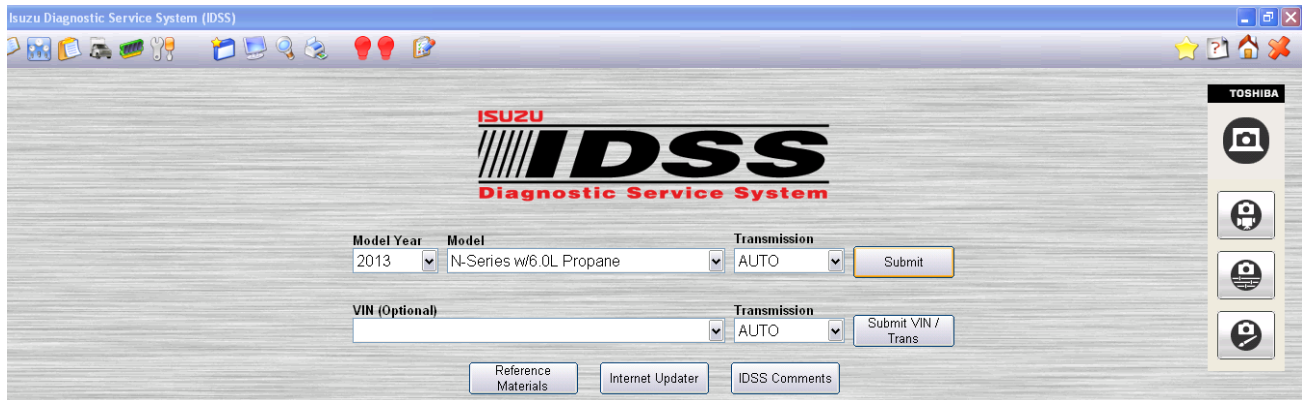 Isuzu Diagnostic Service System (IDSS)
TOSHIBA
ISUZU
IDSS
Diagnostic Service System
Model Year Model Transmission
2013 N-Series w/6.0L Propane AUTO Submit
VIN (Optional) Transmission
AUTO Submit VIN /
Trans
Reference
Materials Internet Updater IDSS Comments